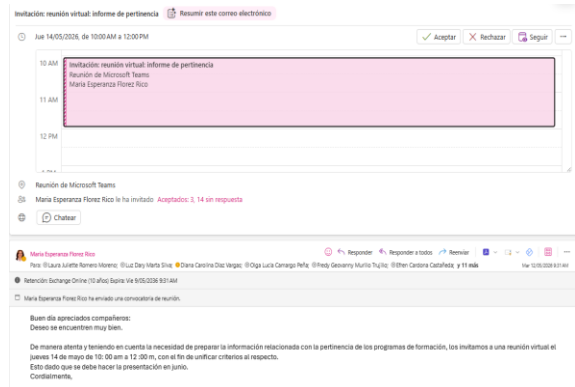 Invitación: reunión virtual: informe de pertinencia Resumir este correo electrónico
Jue 14/05/2026, de 10:00 AM a 12:00 PM Aceptar Rechazar Seguir
10 AM
Invitación: reunión virtual: informe de pertinencia
Reunión de Microsoft Teams
Maria Esperanza Florez Rico
11 AM
12 PM
Reunión de Microsoft Teams
Maria Esperanza Florez Rico le ha invitado Aceptados: 3, 14 sin respuesta
Chatear
Maria Esperanza Florez Rico Responder Responder a todos Reenviar
Para: Laura Juliette Romero Moreno; Luz Dary Marta Silva; Diana Carolina Diaz Vargas; Olga Lucia Camargo Peña; Fredy Geovanny Murillo Trujillo; Efren Cardona Castañeda; y 11 más Mar 12/05/2026 9:31 AM
Retención: Exchange Online (10 años) Expira: Vie 9/05/2036 9:31 AM
Maria Esperanza Florez Rico ha enviado una convocatoria de reunión.
Buen día apreciados compañeros:
Deseo se encuentren muy bien.
De manera atenta y teniendo en cuenta la necesidad de preparar la información relacionada con la pertinencia de los programas de formación, los invitamos a una reunión virtual el
jueves 14 de mayo de 10: 00 am a 12 :00 m, con el fin de unificar criterios al respecto.
Esto dado que se debe hacer la presentación en junio.
Cordialmente,